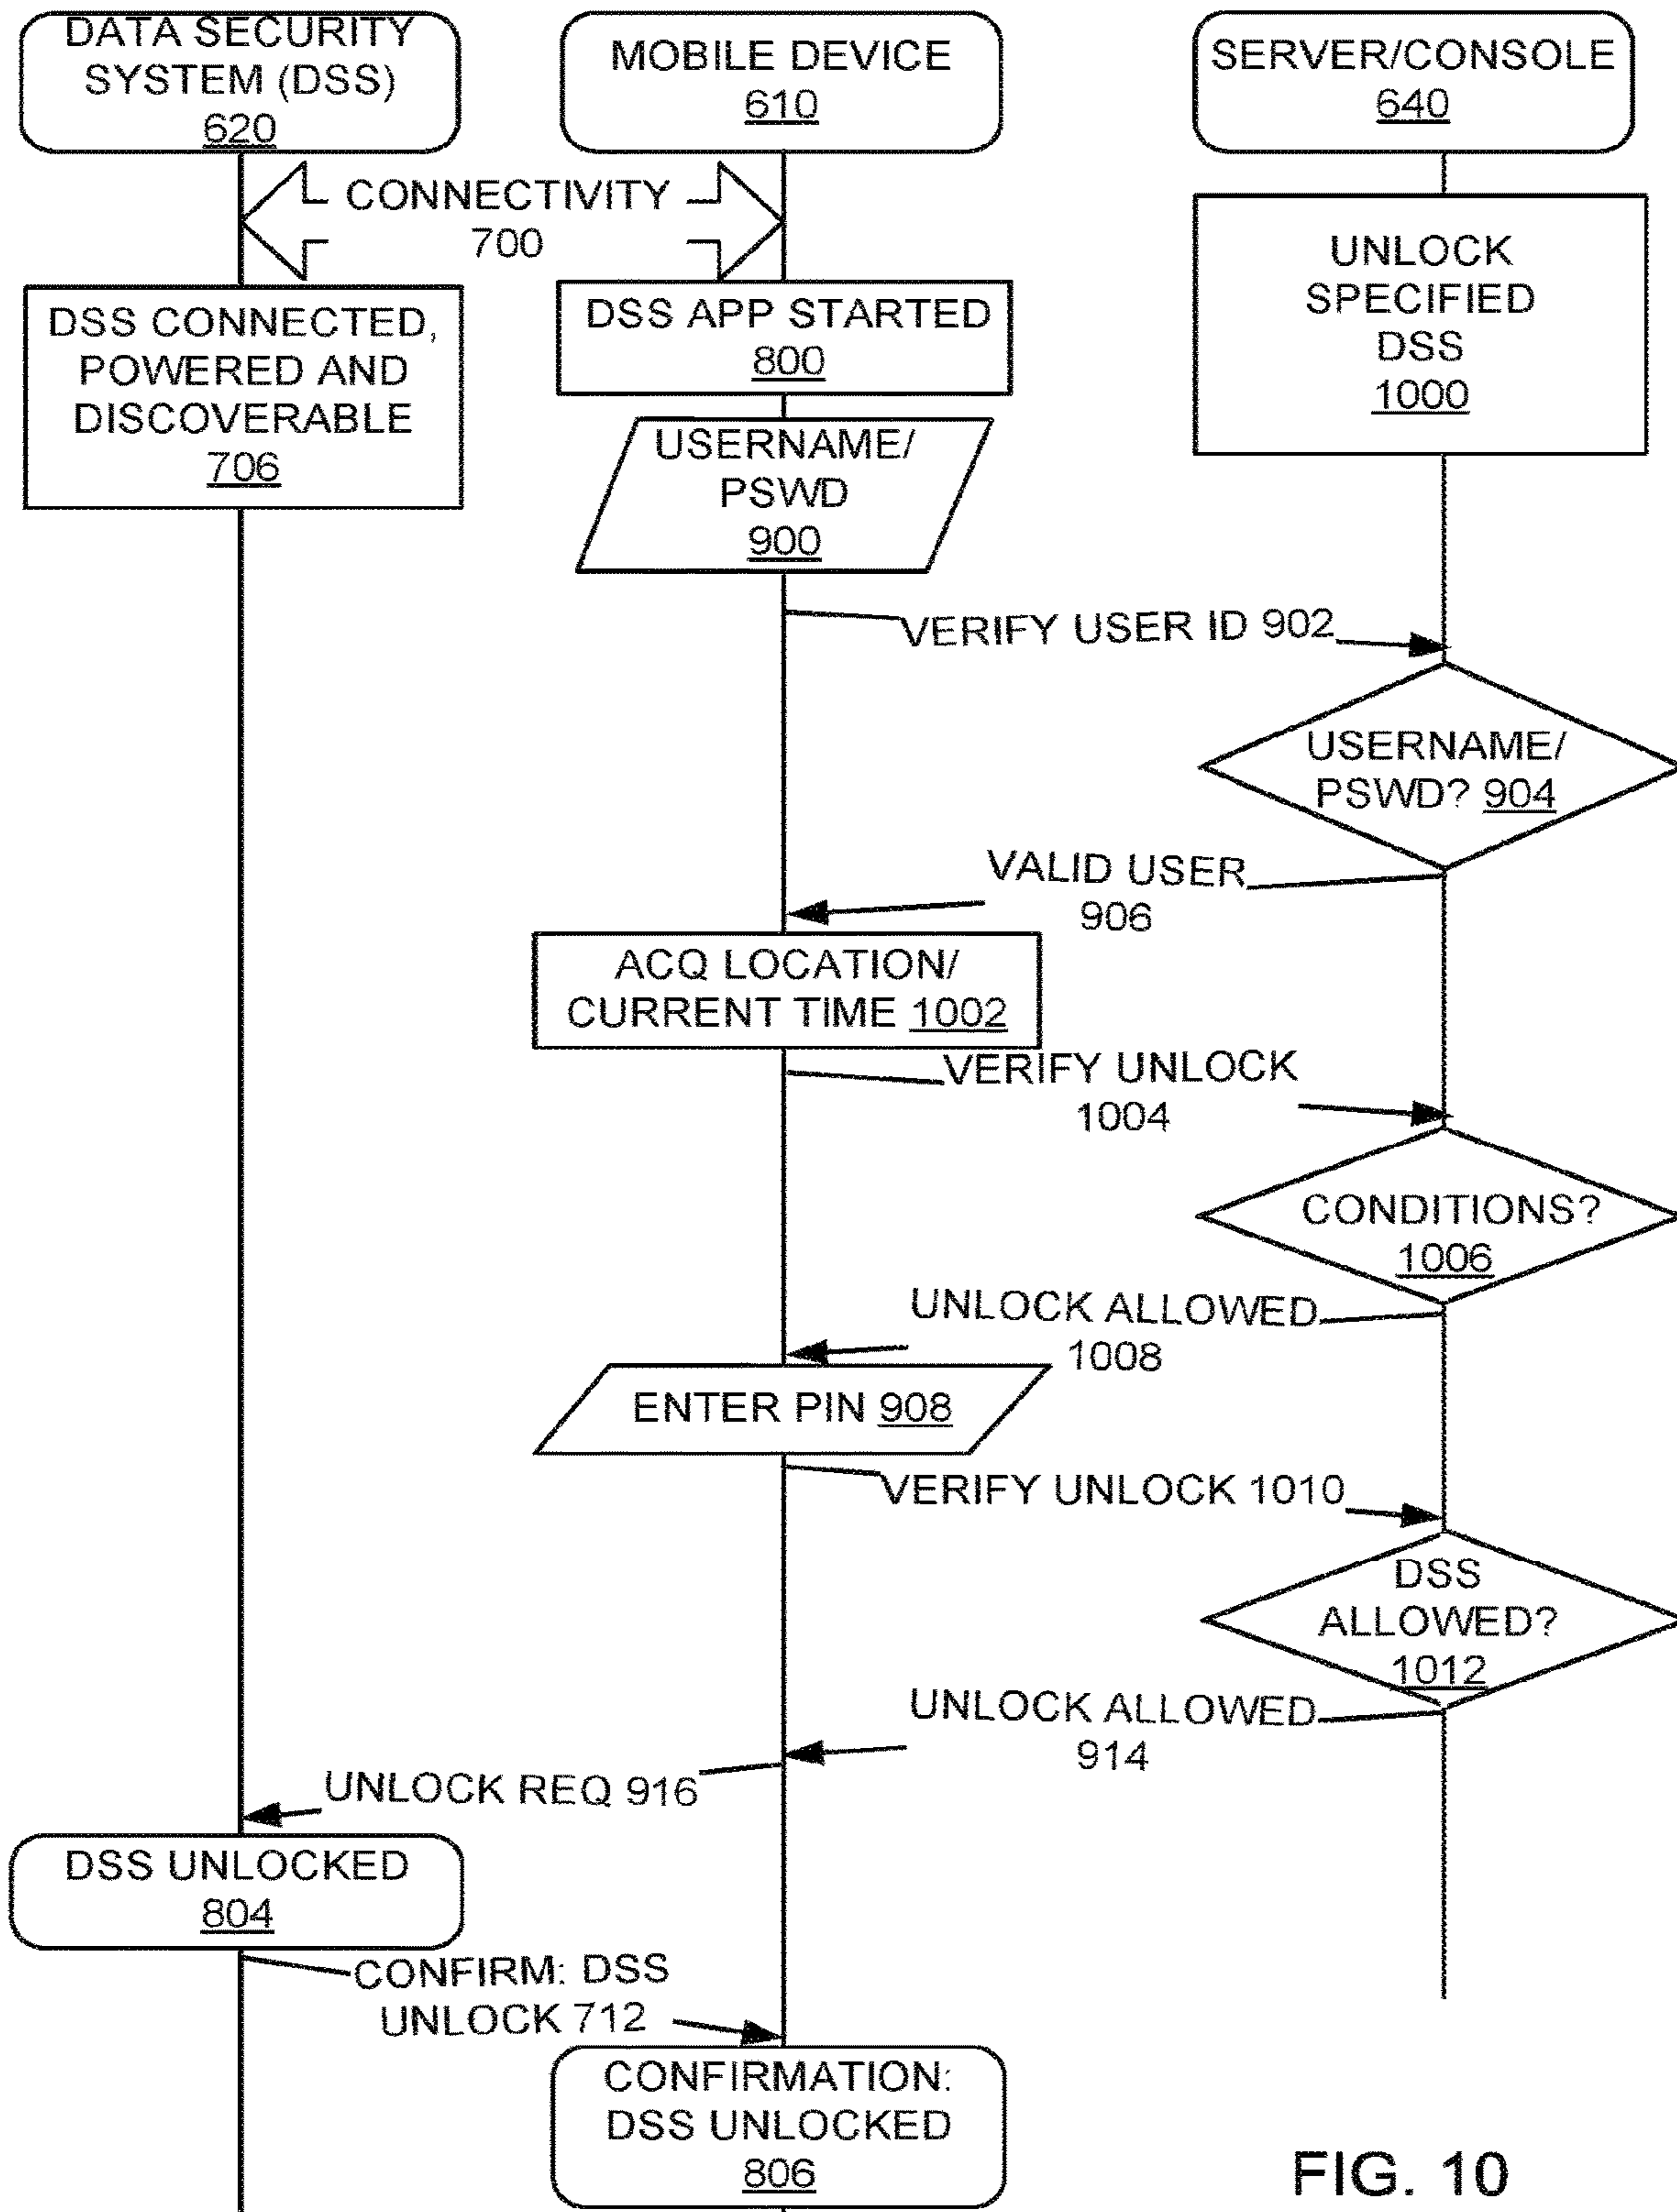 DATA SECURITY
SYSTEM (DSS)
620
MOBILE DEVICE
610
SERVER/CONSOLE
640
CONNECTIVITY
700
DSS CONNECTED,
POWERED AND
DISCOVERABLE
706
DSS APP STARTED
800
UNLOCK
SPECIFIED
DSS
1000
USERNAME/
PSWD
900
VERIFY USER ID 902
USERNAME/
PSWD? 904
VALID USER
906
ACQ LOCATION/
CURRENT TIME 1002
VERIFY UNLOCK
1004
CONDITIONS?
1006
UNLOCK ALLOWED
1008
ENTER PIN 908
VERIFY UNLOCK 1010
DSS
ALLOWED?
1012
UNLOCK ALLOWED
914
UNLOCK REQ 916
DSS UNLOCKED
804
CONFIRM: DSS
UNLOCK 712
CONFIRMATION:
DSS UNLOCKED
806
FIG. 10